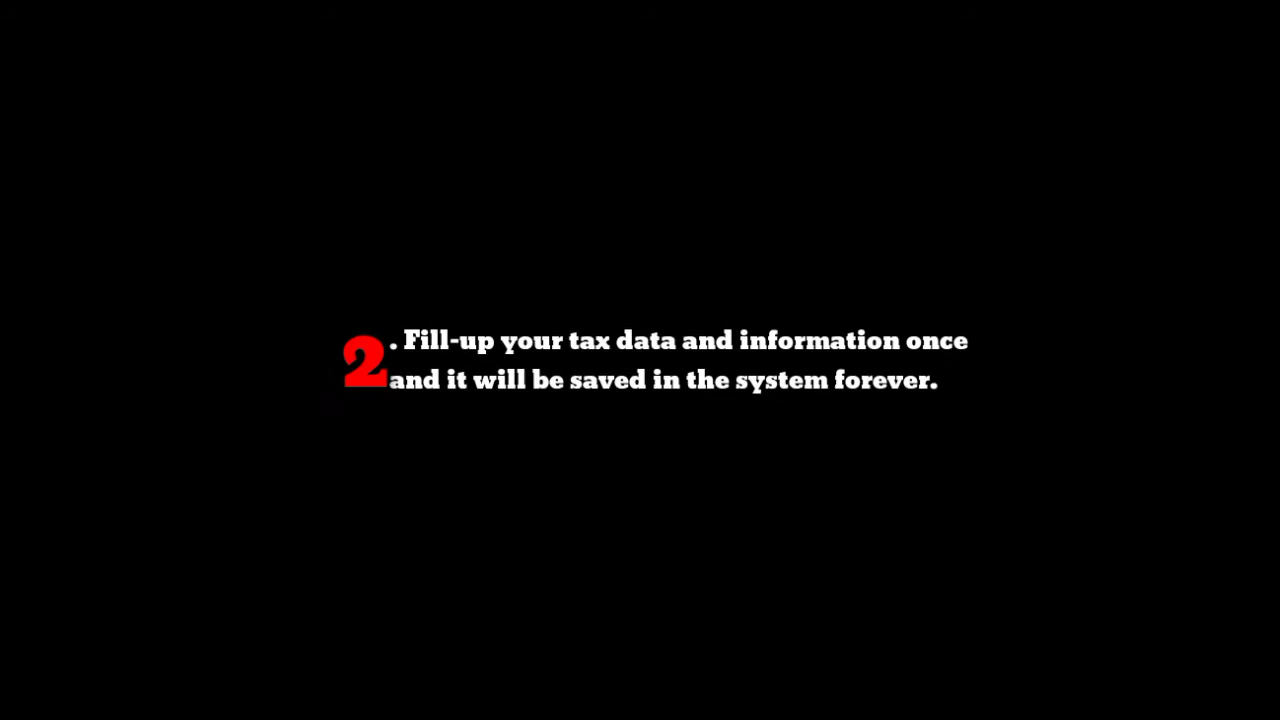 2. Fill-up your tax data and information once
and it will be saved in the system forever.